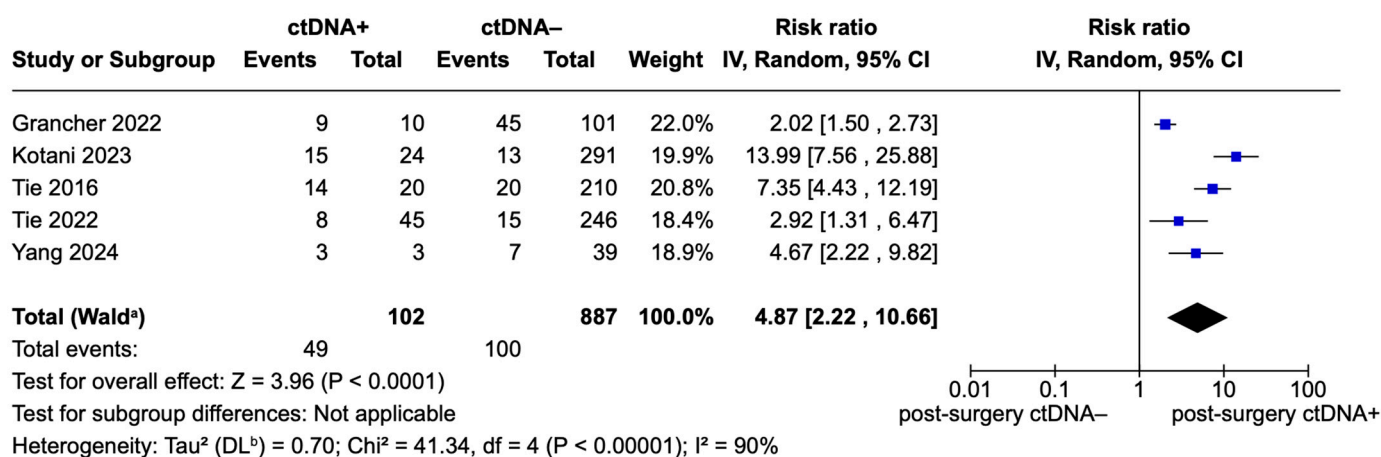 ctDNA+ ctDNA– Risk ratio Risk ratio
Study or Subgroup Events Total Events Total Weight IV, Random, 95% CI IV, Random, 95% CI
Grancher 2022 9 10 45 101 22.0% 2.02 [1.50 , 2.73]
Kotani 2023 15 24 13 291 19.9% 13.99 [7.56 , 25.88]
Tie 2016 14 20 20 210 20.8% 7.35 [4.43 , 12.19]
Tie 2022 8 45 15 246 18.4% 2.92 [1.31 , 6.47]
Yang 2024 3 3 7 39 18.9% 4.67 [2.22 , 9.82]
Total (Waldᵃ) 102 887 100.0% 4.87 [2.22 , 10.66]
Total events: 49 100
Test for overall effect: Z = 3.96 (P < 0.0001)
Test for subgroup differences: Not applicable
Heterogeneity: Tau² (DLᵇ) = 0.70; Chi² = 41.34, df = 4 (P < 0.00001); I² = 90%
0.01 0.1 1 10 100
post-surgery ctDNA– post-surgery ctDNA+